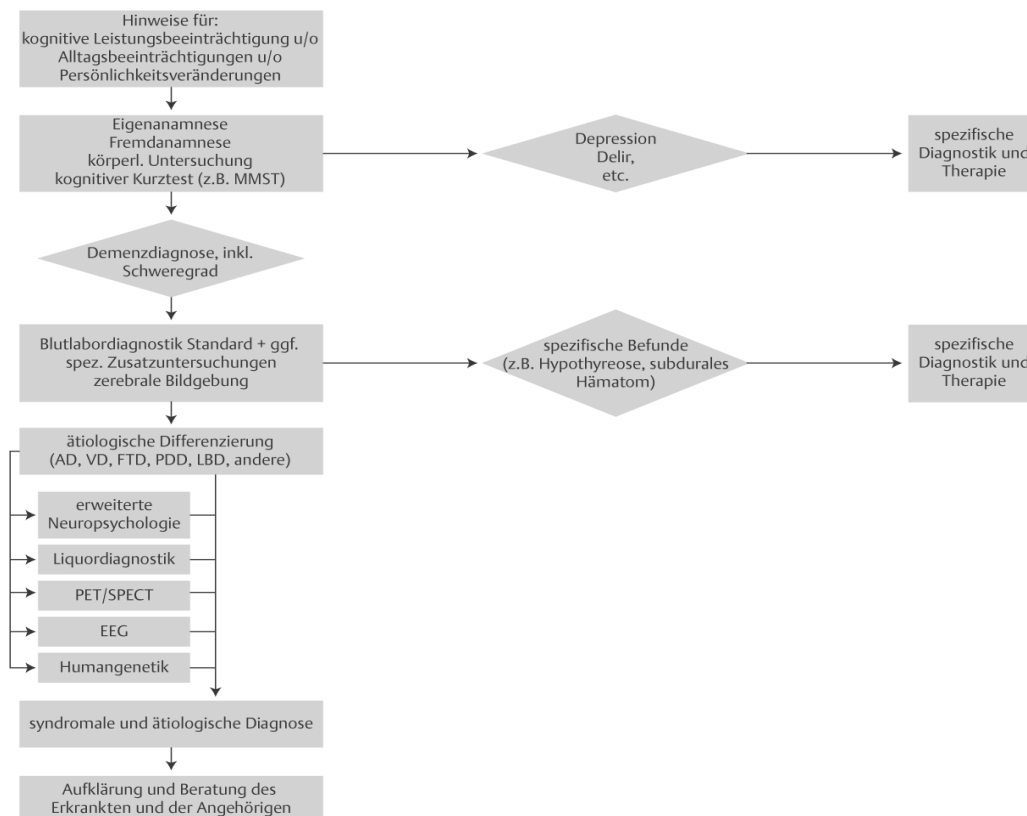 Hinweise für:
kognitive Leistungsbeeinträchtigung u/o
Alltagsbeeinträchtigungen u/o
Persönlichkeitsveränderungen
Eigenanamnese
Fremdanamnese
körperl. Untersuchung
kognitiver Kurztest (z.B. MMST)
Depression
Delir,
etc.
spezifische
Diagnostik und
Therapie
Demenzdiagnose, inkl.
Schweregrad
Blutlabordiagnostik Standard + ggf.
spez. Zusatzuntersuchungen
zerebrale Bildgebung
spezifische Befunde
(z.B. Hypothyreose, subdurales
Hämatom)
spezifische
Diagnostik und
Therapie
ätiologische Differenzierung
(AD, VD, FTD, PDD, LBD, andere)
erweiterte
Neuropsychologie
Liquordiagnostik
PET/SPECT
EEG
Humangenetik
syndromale und ätiologische Diagnose
Aufklärung und Beratung des
Erkrankten und der Angehörigen